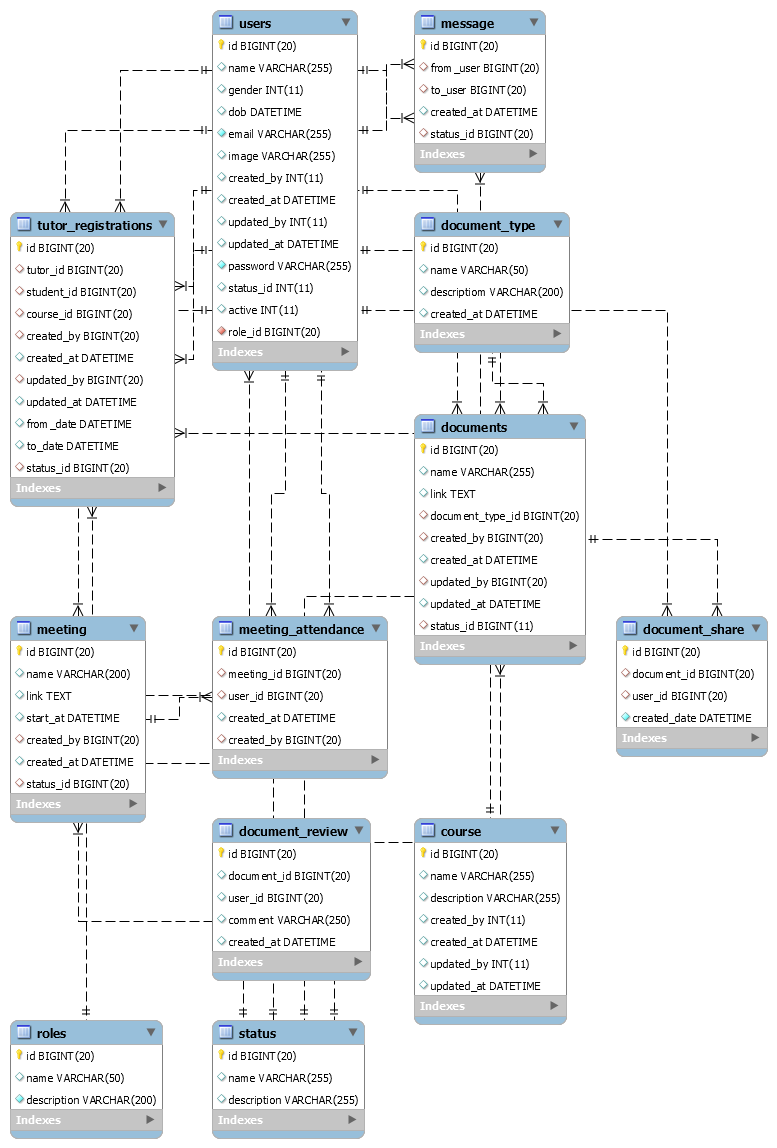 users
id BIGINT(20)
name VARCHAR(255)
gender INT(11)
dob DATETIME
email VARCHAR(255)
image VARCHAR(255)
created_by INT(11)
created_at DATETIME
updated_by INT(11)
updated_at DATETIME
password VARCHAR(255)
status_id INT(11)
active INT(11)
role_id BIGINT(20)
Indexes
message
id BIGINT(20)
from_user BIGINT(20)
to_user BIGINT(20)
created_at DATETIME
status_id BIGINT(20)
Indexes
tutor_registrations
id BIGINT(20)
tutor_id BIGINT(20)
student_id BIGINT(20)
course_id BIGINT(20)
created_by BIGINT(20)
created_at DATETIME
updated_by BIGINT(20)
updated_at DATETIME
from_date DATETIME
to_date DATETIME
status_id BIGINT(20)
Indexes
document_type
id BIGINT(20)
name VARCHAR(50)
descriptiom VARCHAR(200)
created_at DATETIME
Indexes
documents
id BIGINT(20)
name VARCHAR(255)
link TEXT
document_type_id BIGINT(20)
created_by BIGINT(20)
created_at DATETIME
updated_by BIGINT(20)
updated_at DATETIME
status_id BIGINT(11)
Indexes
meeting
id BIGINT(20)
name VARCHAR(200)
link TEXT
start_at DATETIME
created_by BIGINT(20)
created_at DATETIME
status_id BIGINT(20)
Indexes
meeting_attendance
id BIGINT(20)
meeting_id BIGINT(20)
user_id BIGINT(20)
created_at DATETIME
created_by BIGINT(20)
Indexes
document_share
id BIGINT(20)
document_id BIGINT(20)
user_id BIGINT(20)
created_date DATETIME
Indexes
document_review
id BIGINT(20)
document_id BIGINT(20)
user_id BIGINT(20)
comment VARCHAR(250)
created_at DATETIME
Indexes
course
id BIGINT(20)
name VARCHAR(255)
description VARCHAR(255)
created_by INT(11)
created_at DATETIME
updated_by INT(11)
updated_at DATETIME
Indexes
roles
id BIGINT(20)
name VARCHAR(50)
description VARCHAR(200)
Indexes
status
id BIGINT(20)
name VARCHAR(255)
description VARCHAR(255)
Indexes